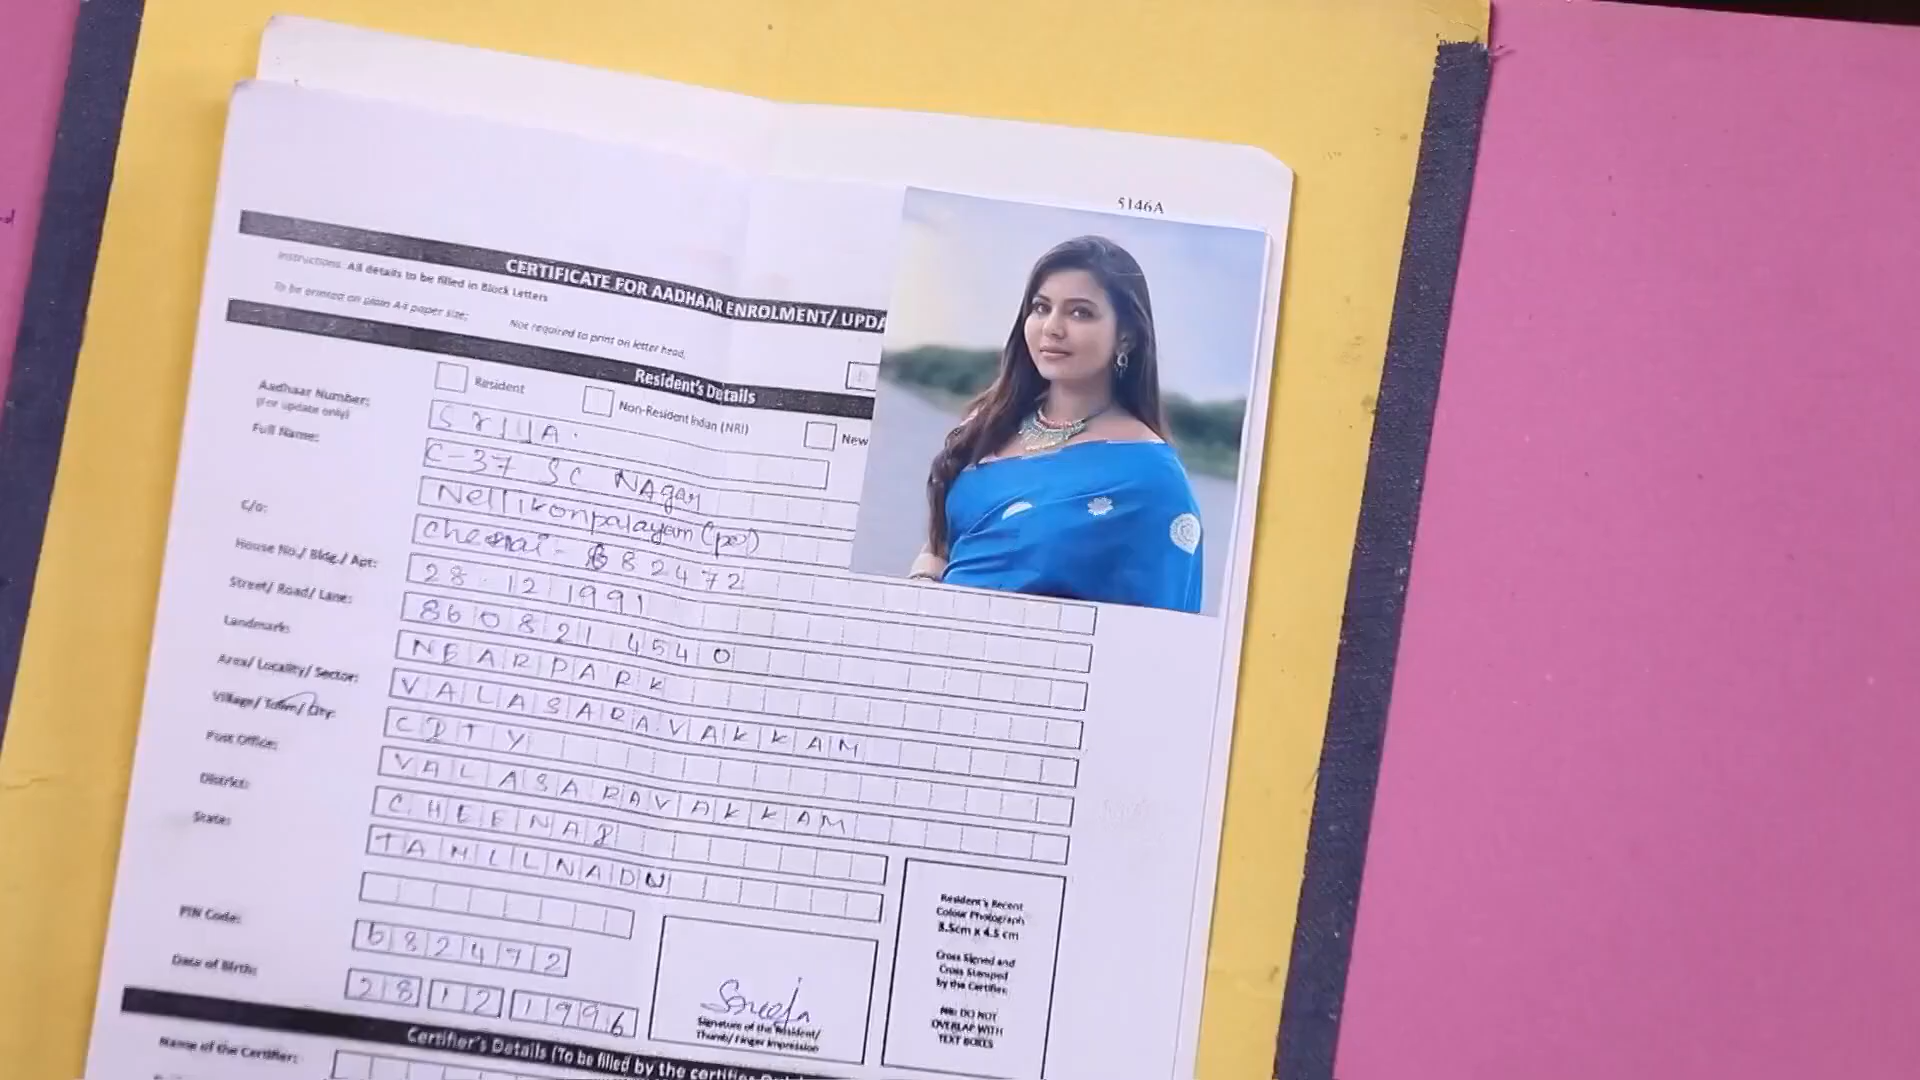 5146A
CERTIFICATE FOR AADHAAR ENROLMENT/ UPDA
Instructions: All details to be filled in Block Letters
To be printed on plain A4 paper size; Not required to print on letter head.
Resident's Details
Resident Non-Resident Indian (NRI) New
Aadhaar Number:
(For update only)
SRIJA.
Full Name:
C-37 SC NAgar
Nellikonpalayam (po)
C/o:
Chennai - 682472
House No./ Bldg./ Apt:
28.12 1991
Street/ Road/ Lane:
8608214540
Landmark:
NEARPARK
Area/ Locality/ Sector:
VALASARAVAKKAM
Village/ Town/ City:
CITY
Post Office:
VALASARAVAKKAM
District:
CHEENAI
State:
TAMILNADU
PIN Code:
682472
Date of Birth:
28 12 1996
Sreeja
Signature of the Resident/
Thumb/ Finger Impression
Resident's Recent
Colour Photograph
3.5cm x 4.5 cm
Cross Signed and
Cross Stamped
by the Certifier.
NB: DO NOT
OVERLAP WITH
TEXT BOXES
Certifier's Details (To be filled by the certifier
Name of the Certifier: